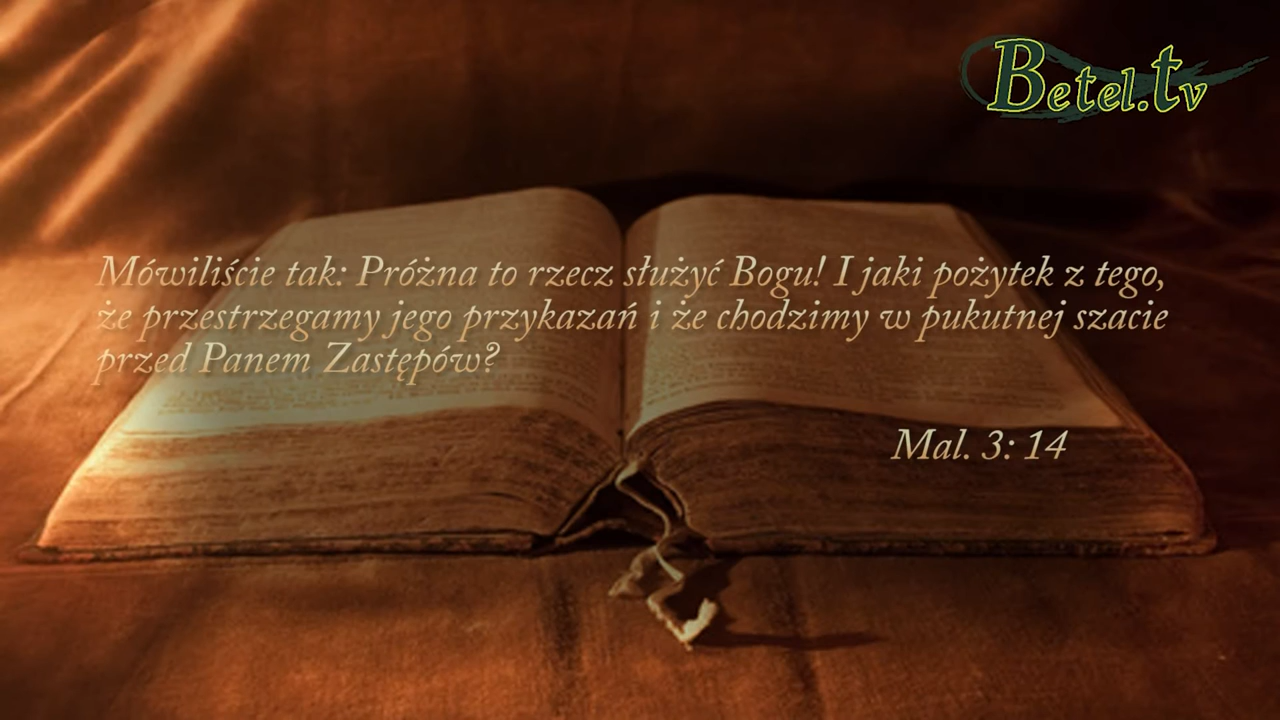 Betel.tv
Mówiliście tak: Próżna to rzecz służyć Bogu! I jaki pożytek z tego,
że przestrzegamy jego przykazań i że chodzimy w pukutnej szacie
przed Panem Zastępów?
Mal. 3: 14